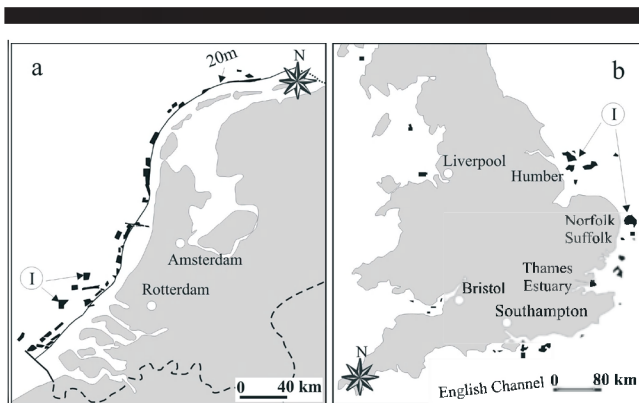 a
20m
N
I
Amsterdam
Rotterdam
0 40 km
b
I
Liverpool
Humber
Norfolk
Suffolk
Thames
Estuary
Bristol
Southampton
N
English Channel
0 80 km